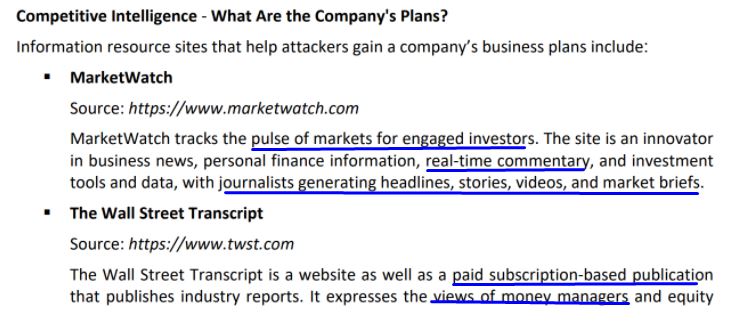 Competitive Intelligence - What Are the Company's Plans?
Information resource sites that help attackers gain a company’s business plans include:
▪ MarketWatch
Source: https://www.marketwatch.com
MarketWatch tracks the pulse of markets for engaged investors. The site is an innovator
in business news, personal finance information, real-time commentary, and investment
tools and data, with journalists generating headlines, stories, videos, and market briefs.
▪ The Wall Street Transcript
Source: https://www.twst.com
The Wall Street Transcript is a website as well as a paid subscription-based publication
that publishes industry reports. It expresses the views of money managers and equity